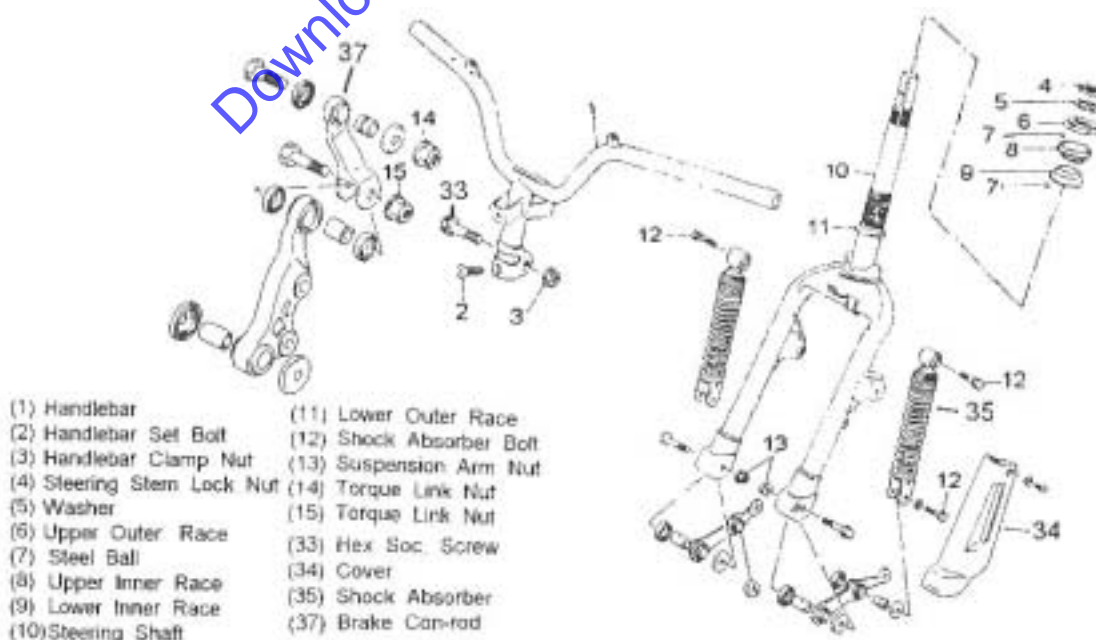 Downlo
37
14
15
33
2
3
1
12
10
11
4
5
6
7
8
9
7
12
35
13
12
34
(1) Handlebar
(2) Handlebar Set Bolt
(3) Handlebar Clamp Nut
(4) Steering Stem Lock Nut
(5) Washer
(6) Upper Outer Race
(7) Steel Ball
(8) Upper Inner Race
(9) Lower Inner Race
(10) Steering Shaft
(11) Lower Outer Race
(12) Shock Absorber Bolt
(13) Suspension Arm Nut
(14) Torque Link Nut
(15) Torque Link Nut
(33) Hex Soc. Screw
(34) Cover
(35) Shock Absorber
(37) Brake Con-rod